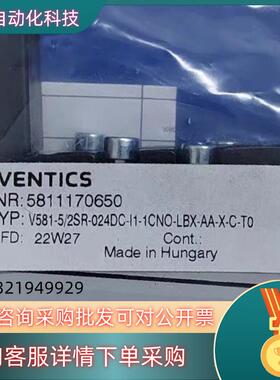 自动化科技
VENTICS
NR: 5811170650
YP: V581-5/2SR-024DC-I1-1CNO-LBX-AA-X-C-T0
FD: 22W27 Cont.:
Made in Hungary
321949929
咨询采购批发可对公开票
客服详情下单采购